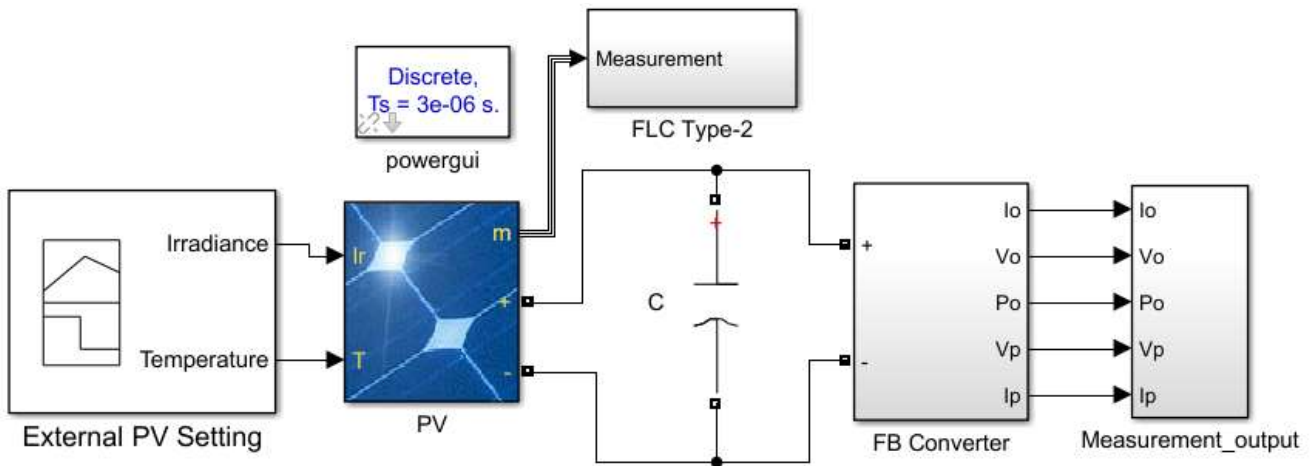 Discrete,
Ts = 3e-06 s.
powergui
Measurement
FLC Type-2
Irradiance
Temperature
External PV Setting
Ir
T
m
+
-
PV
+
C
+
-
Io
Vo
Po
Vp
Ip
FB Converter
Io
Vo
Po
Vp
Ip
Measurement_output